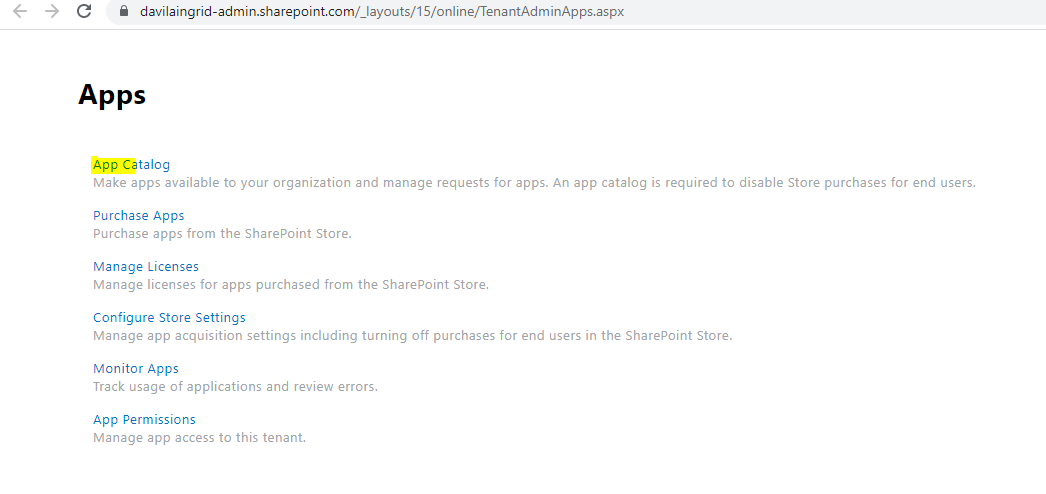 davilaingrid-admin.sharepoint.com/_layouts/15/online/TenantAdminApps.aspx
Apps
App Catalog
Make apps available to your organization and manage requests for apps. An app catalog is required to disable Store purchases for end users.
Purchase Apps
Purchase apps from the SharePoint Store.
Manage Licenses
Manage licenses for apps purchased from the SharePoint Store.
Configure Store Settings
Manage app acquisition settings including turning off purchases for end users in the SharePoint Store.
Monitor Apps
Track usage of applications and review errors.
App Permissions
Manage app access to this tenant.